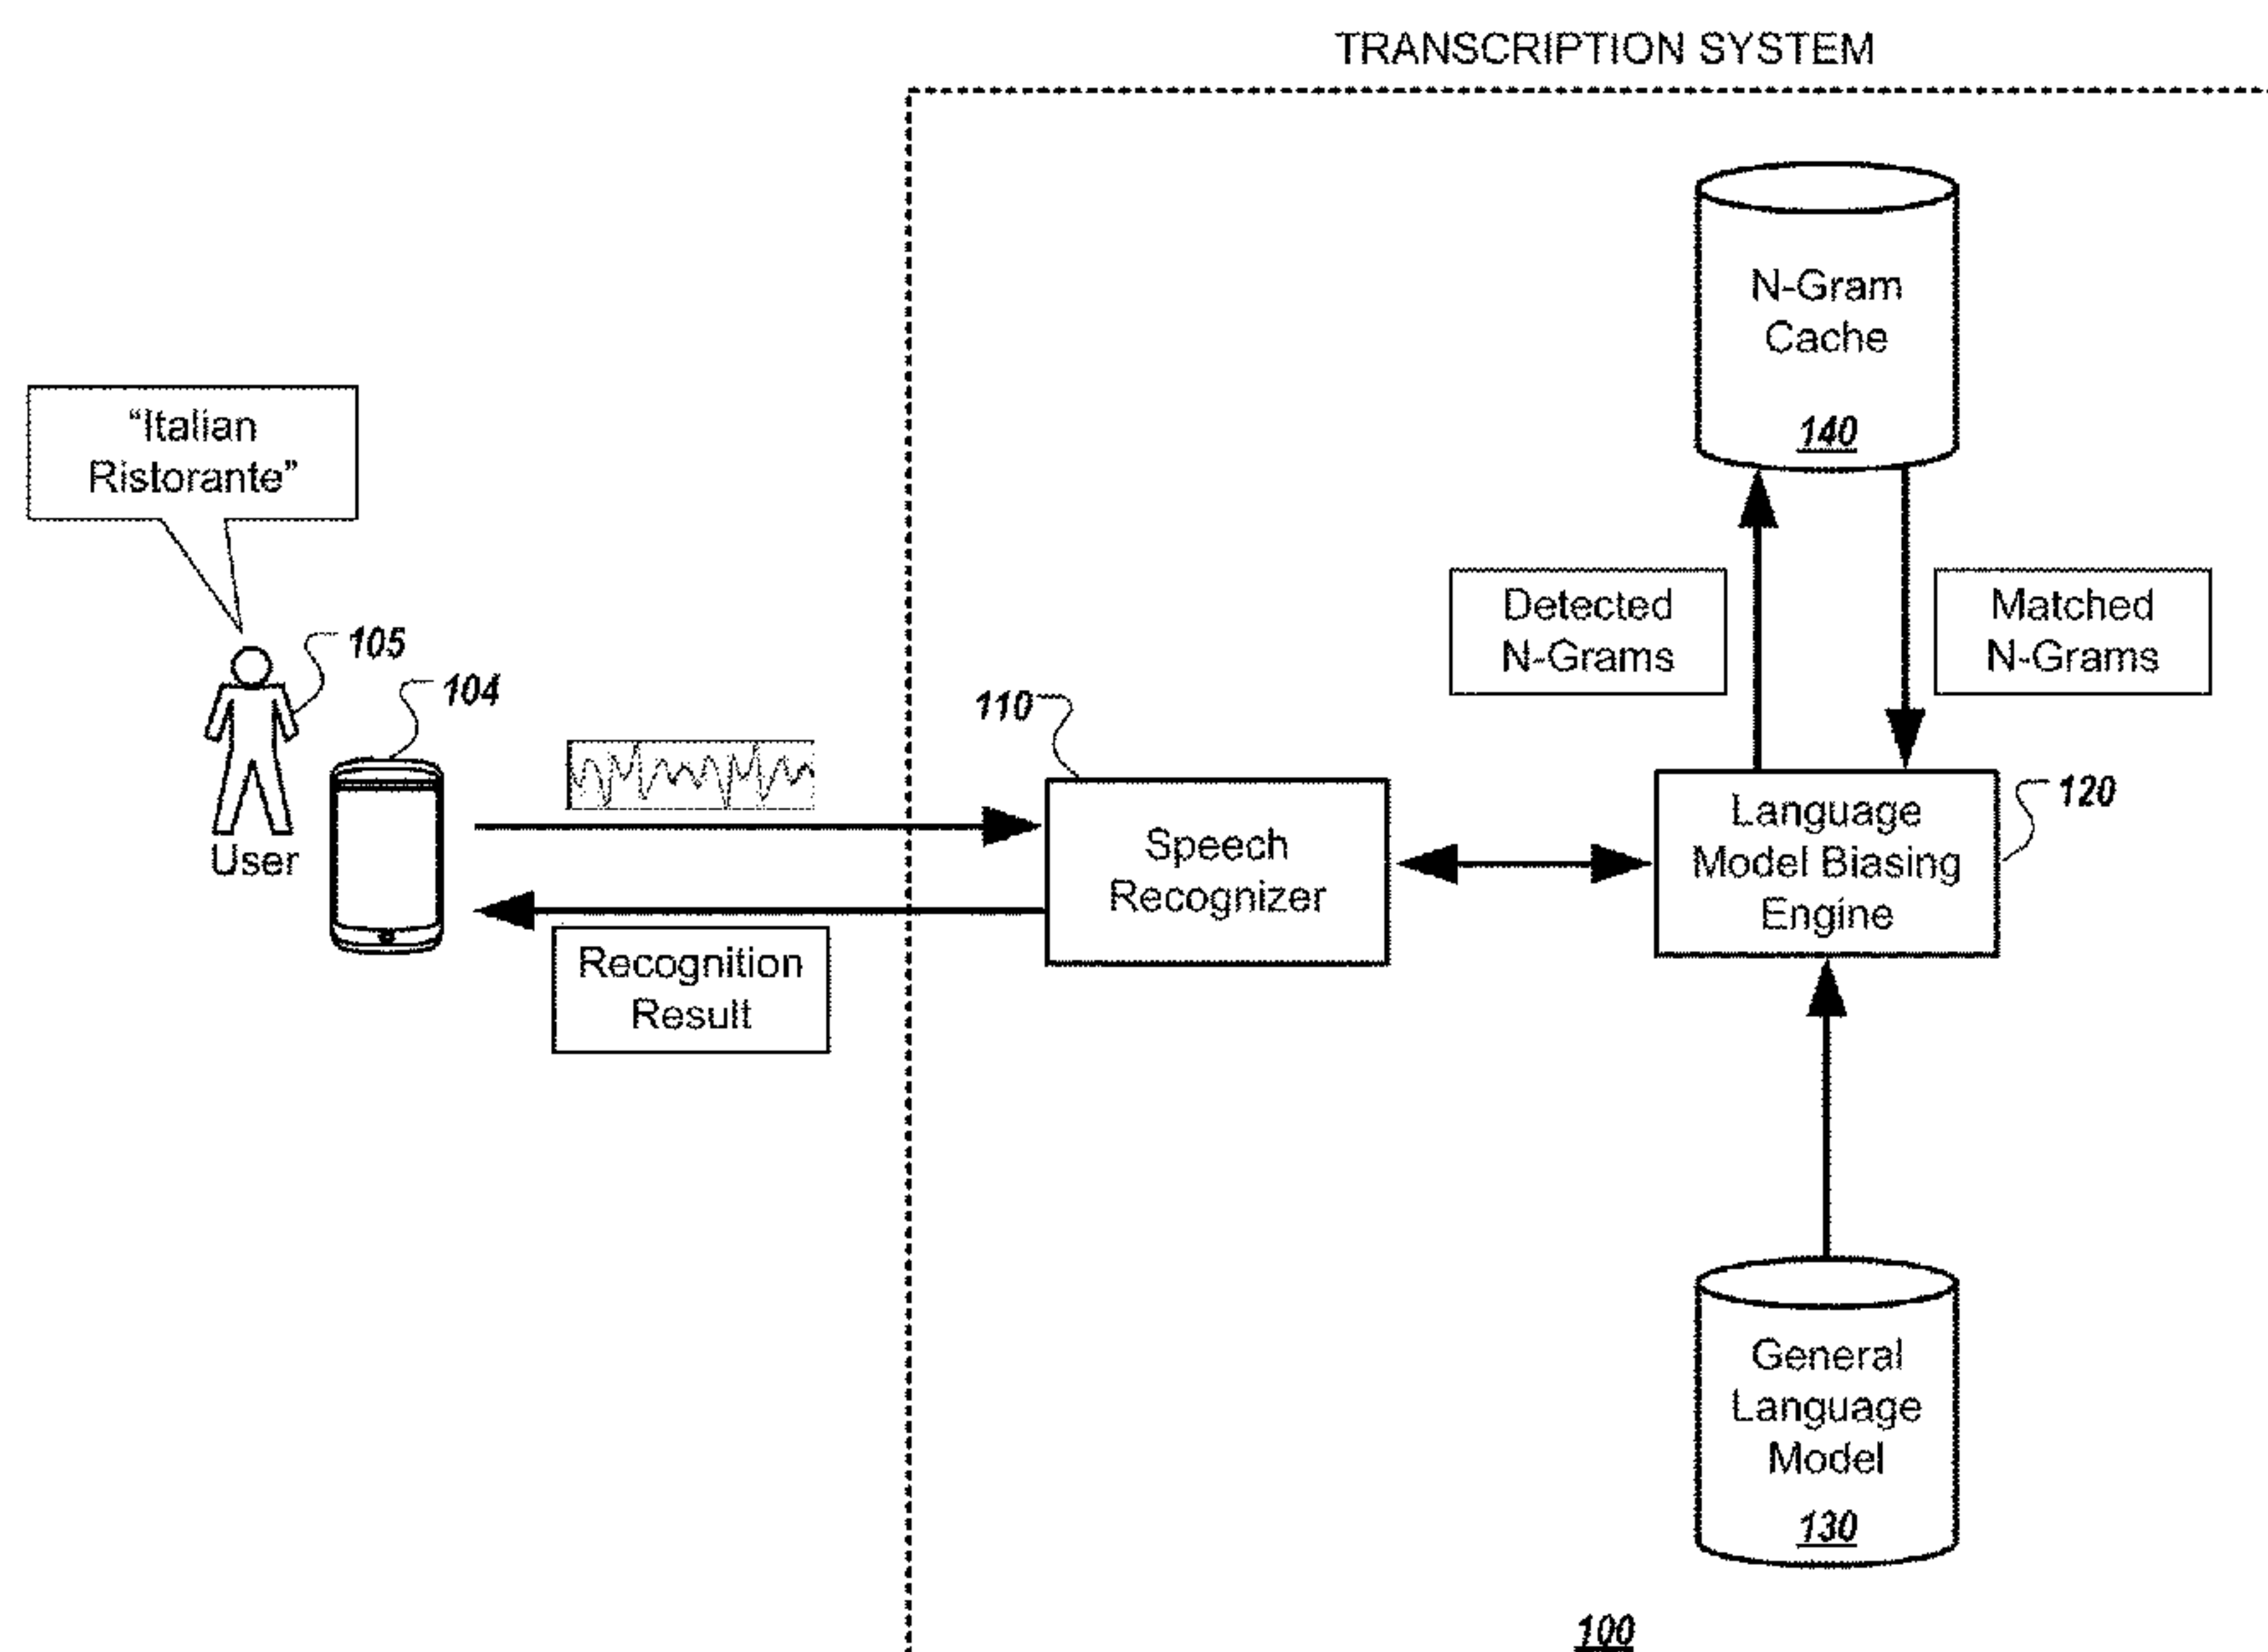 TRANSCRIPTION SYSTEM
N-Gram
Cache
140
“Italian
Ristorante”
Detected
N-Grams
Matched
N-Grams
105
104
110
120
User
Speech
Recognizer
Language
Model Biasing
Engine
Recognition
Result
General
Language
Model
130
100